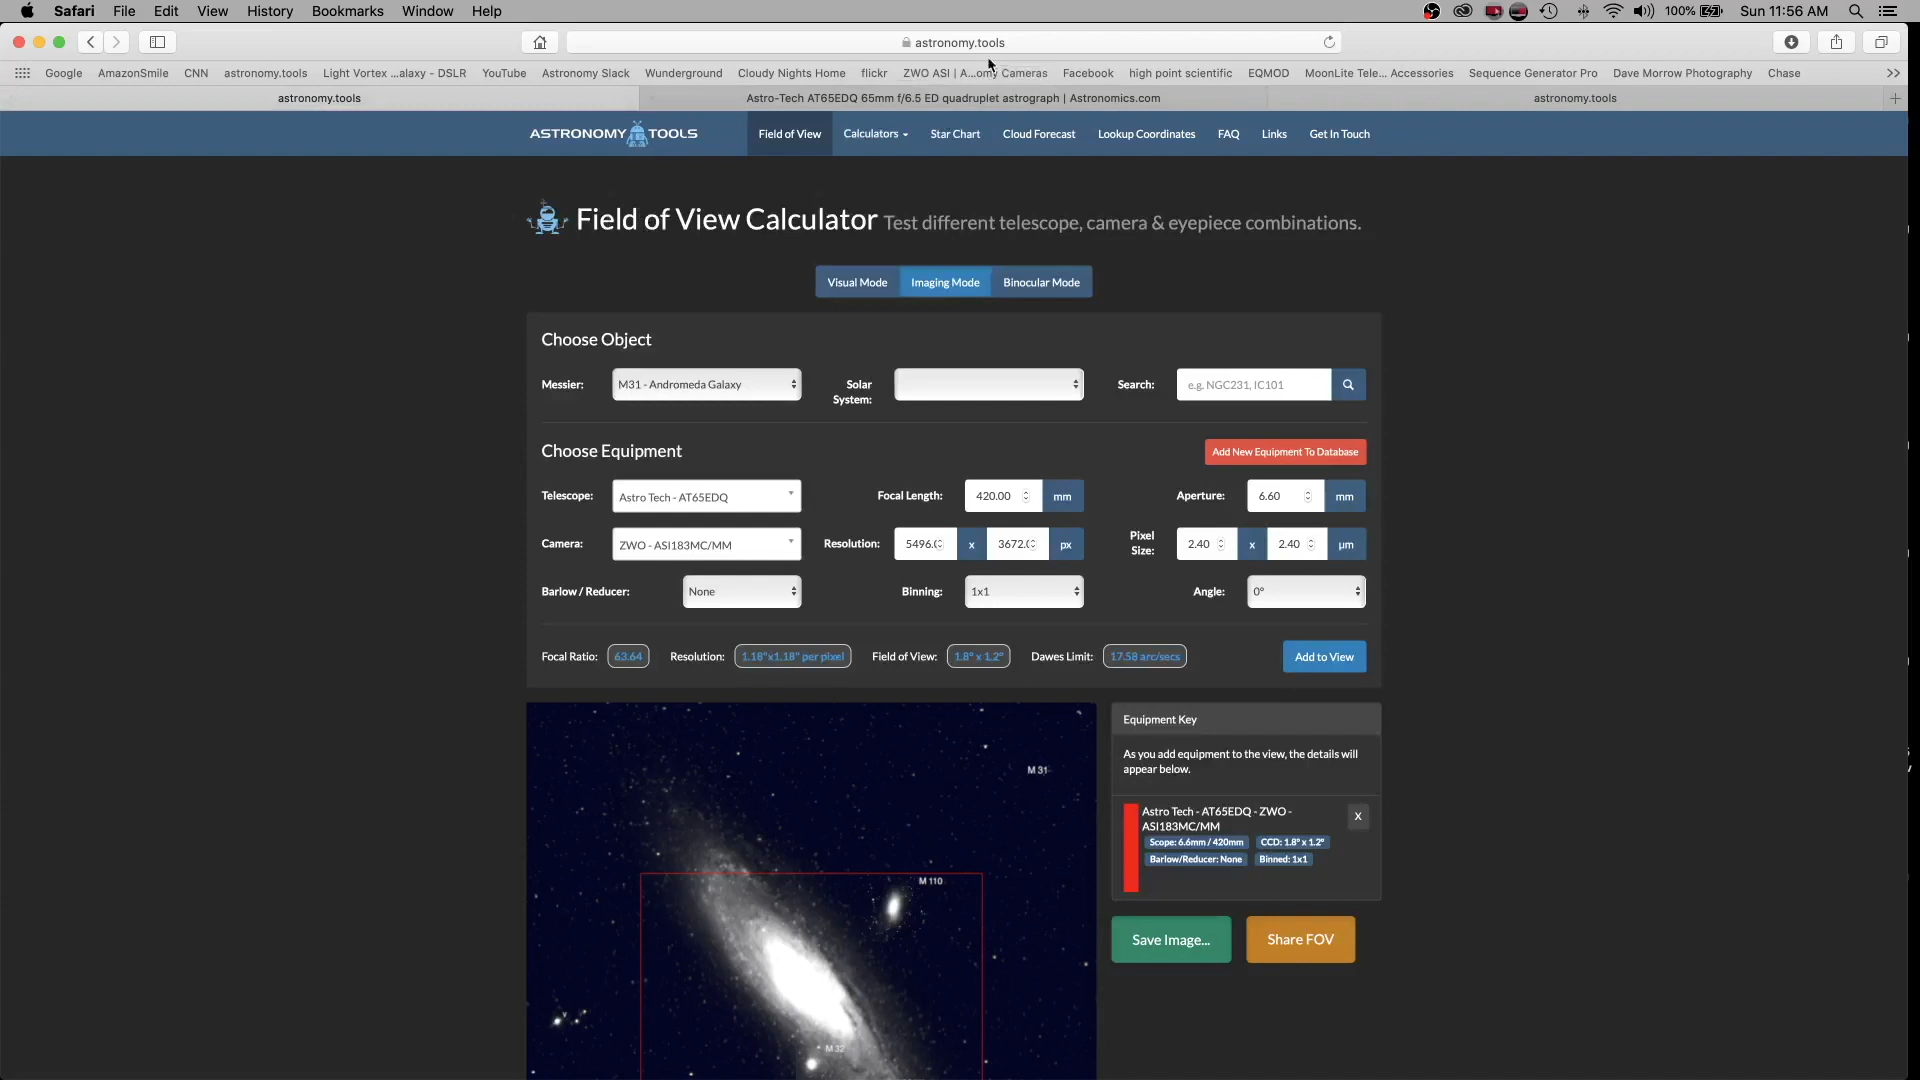 Safari File Edit View History Bookmarks Window Help 100% Sun 11:56 AM
astronomy.tools
Google AmazonSmile CNN astronomy.tools Light Vortex ...alaxy - DSLR YouTube Astronomy Slack Wunderground Cloudy Nights Home flickr ZWO ASI | A...omy Cameras Facebook high point scientific EQMOD MoonLite Tele... Accessories Sequence Generator Pro Dave Morrow Photography Chase >>
astronomy.tools Astro-Tech AT65EDQ 65mm f/6.5 ED quadruplet astrograph | Astronomics.com astronomy.tools
ASTRONOMY TOOLS Field of View Calculators Star Chart Cloud Forecast Lookup Coordinates FAQ Links Get In Touch
Field of View Calculator Test different telescope, camera & eyepiece combinations.
Visual Mode Imaging Mode Binocular Mode
Choose Object
Messier: M31 - Andromeda Galaxy Solar System: Search: e.g. NGC231, IC101
Choose Equipment Add New Equipment To Database
Telescope: Astro Tech - AT65EDQ Focal Length: 420.00 mm Aperture: 6.60 mm
Camera: ZWO - ASI183MC/MM Resolution: 5496.0 x 3672.0 px Pixel Size: 2.40 x 2.40 µm
Barlow / Reducer: None Binning: 1x1 Angle: 0°
Focal Ratio: 63.64 Resolution: 1.18"x1.18" per pixel Field of View: 1.8° x 1.2° Dawes Limit: 17.58 arc/secs Add to View
Equipment Key
As you add equipment to the view, the details will
appear below.
M 31
Astro Tech - AT65EDQ - ZWO -
ASI183MC/MM
X
Scope: 6.6mm / 420mm CCD: 1.8° x 1.2°
Barlow/Reducer: None Binned: 1x1
M 110
Save Image... Share FOV
M 32